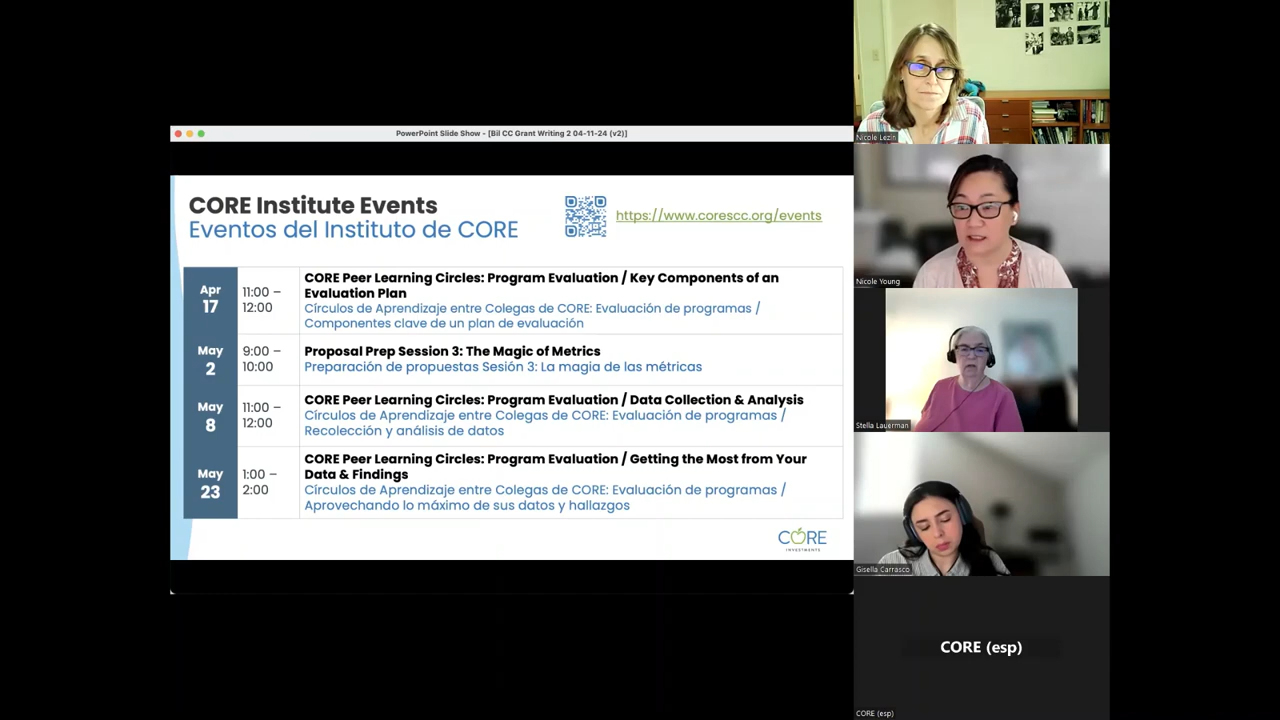 PowerPoint Slide Show - [Bil CC Grant Writing 2 04-11-24 (v2)]
CORE Institute Events
Eventos del Instituto de CORE
https://www.corescc.org/events
Apr
17
11:00 –
12:00
CORE Peer Learning Circles: Program Evaluation / Key Components of an
Evaluation Plan
Círculos de Aprendizaje entre Colegas de CORE: Evaluación de programas /
Componentes clave de un plan de evaluación
May
2
9:00 –
10:00
Proposal Prep Session 3: The Magic of Metrics
Preparación de propuestas Sesión 3: La magia de las métricas
May
8
11:00 –
12:00
CORE Peer Learning Circles: Program Evaluation / Data Collection & Analysis
Círculos de Aprendizaje entre Colegas de CORE: Evaluación de programas /
Recolección y análisis de datos
May
23
1:00 –
2:00
CORE Peer Learning Circles: Program Evaluation / Getting the Most from Your
Data & Findings
Círculos de Aprendizaje entre Colegas de CORE: Evaluación de programas /
Aprovechando lo máximo de sus datos y hallazgos
CORE
INVESTMENTS
Nicole Lezin
Nicole Young
Stella Lauerman
Gisella Carrasco
CORE (esp)
CORE (esp)